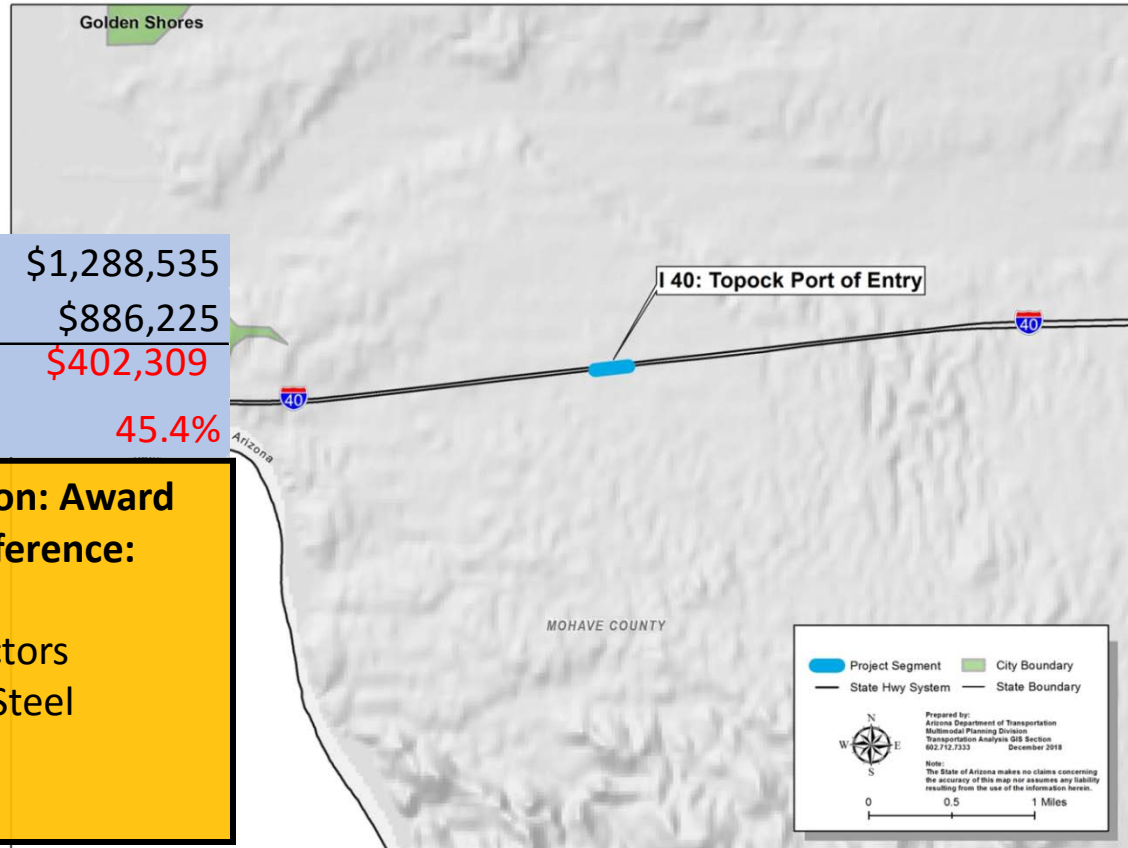 Golden Shores
$1,288,535
$886,225
$402,309
45.4%
I 40: Topock Port of Entry
40
40
Arizona
on: Award
ference:
ctors
Steel
MOHAVE COUNTY
Project Segment City Boundary
State Hwy System State Boundary
N
W E
S
Prepared by:
Arizona Department of Transportation
Multimodal Planning Division
Transportation Analysis GIS Section
602.712.7333 December 2018
Note:
The State of Arizona makes no claims concerning
the accuracy of this map nor assumes any liability
resulting from the use of the information herein.
0 0.5 1 Miles